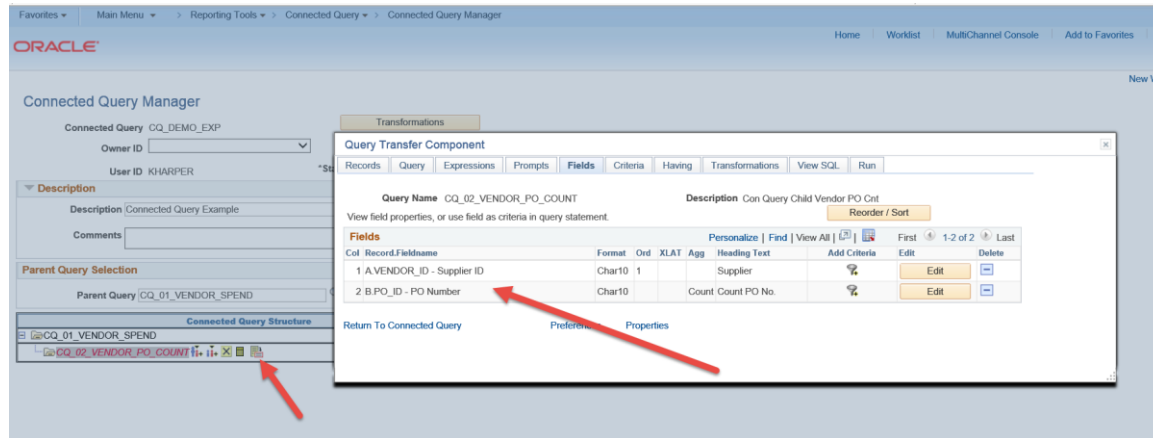 Favorites Main Menu > Reporting Tools > Connected Query > Connected Query Manager
ORACLE
Home Worklist MultiChannel Console Add to Favorites
New
Connected Query Manager
Connected Query CQ_DEMO_EXP
Transformations
Owner ID
User ID KHARPER
Description
Description Connected Query Example
Comments
Parent Query Selection
Parent Query CQ_01_VENDOR_SPEND
Connected Query Structure
CQ_01_VENDOR_SPEND
CQ_02_VENDOR_PO_COUNT
Query Transfer Component
Records Query Expressions Prompts Fields Criteria Having Transformations View SQL Run
Query Name CQ_02_VENDOR_PO_COUNT Description Con Query Child Vendor PO Cnt
View field properties, or use field as criteria in query statement.
Reorder / Sort
Fields Personalize | Find | View All | First 1-2 of 2 Last
Col Record.Fieldname Format Ord XLAT Agg Heading Text Add Criteria Edit Delete
1 A.VENDOR_ID - Supplier ID Char10 1 Supplier Edit
2 B.PO_ID - PO Number Char10 Count Count PO No. Edit
Return To Connected Query Properties